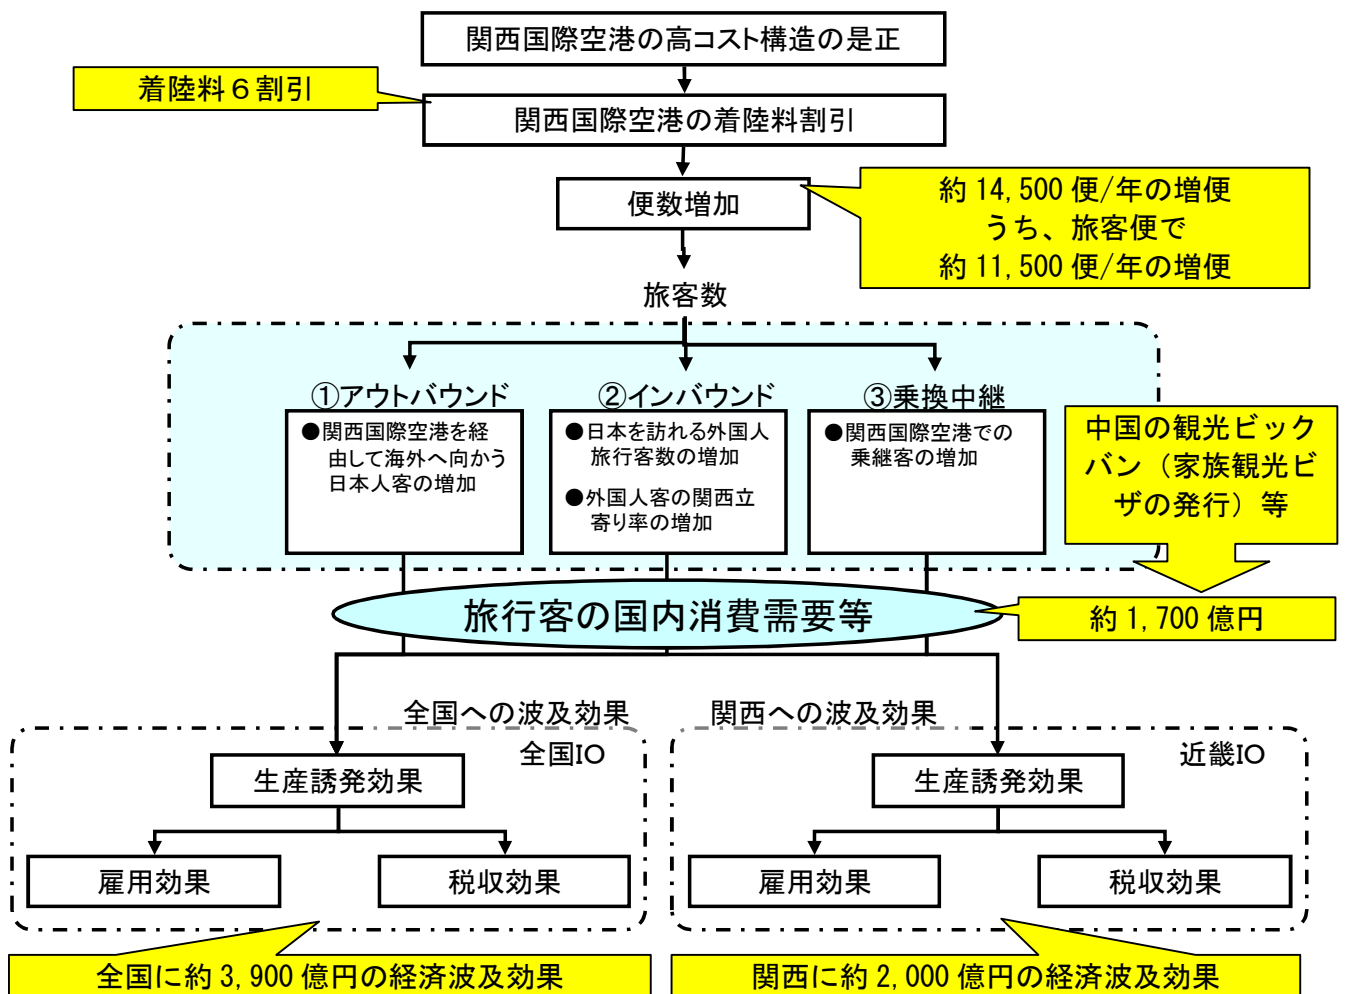 関西国際空港の高コスト構造の是正
着陸料６割引
関西国際空港の着陸料割引
便数増加
約 14,500 便/年の増便
うち、旅客便で
約 11,500 便/年の増便
旅客数
①アウトバウンド
●関西国際空港を経
由して海外へ向かう
日本人客の増加
②インバウンド
●日本を訪れる外国人
旅行客数の増加
●外国人客の関西立
寄り率の増加
③乗換中継
●関西国際空港での
乗継客の増加
中国の観光ビック
バン（家族観光ビ
ザの発行）等
旅行客の国内消費需要等
約 1,700 億円
全国への波及効果
全国IO
生産誘発効果
雇用効果
税収効果
全国に約 3,900 億円の経済波及効果
関西への波及効果
近畿IO
生産誘発効果
雇用効果
税収効果
関西に約 2,000 億円の経済波及効果